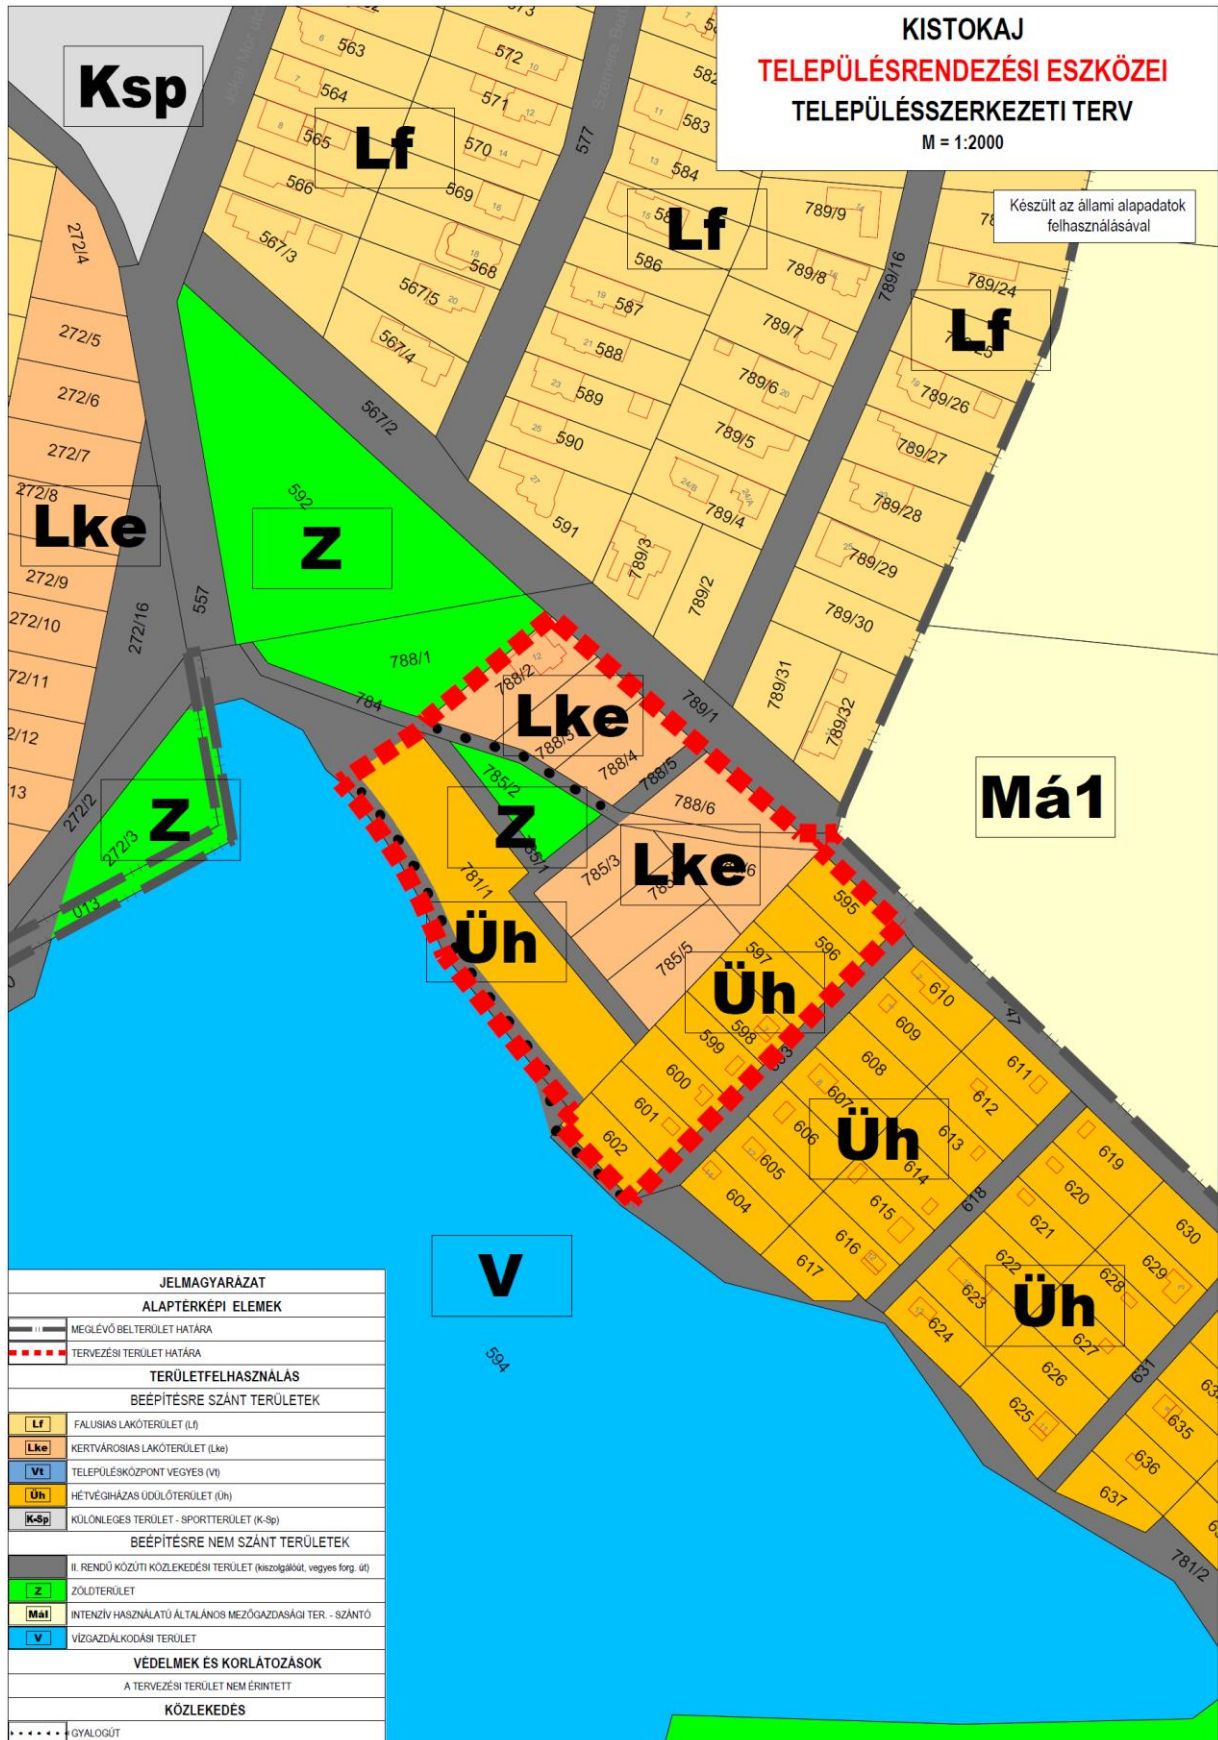 KISTOKAJ
TELEPÜLÉSRENDEZÉSI ESZKÖZEI
TELEPÜLÉSSZERKEZETI TERV
M = 1:2000
Készült az állami alapadatok
felhasználásával
Ksp
Lf
Lf
Lf
Lke
Z
Z
Lke
Z
Lke
Má1
Üh
Üh
Üh
Üh
V
563
564
565
566
567/3
572
571
570
569
568
567/5
567/4
567/2
577
583
584
586
587
588
589
590
591
789/9
789/8
789/7
789/6
789/5
789/4
789/3
789/2
789/16
789/24
789/26
789/27
789/28
789/29
789/30
789/31
789/32
789/1
272/4
272/5
272/6
272/7
272/8
272/9
272/10
272/16
557
592
788/1
784
272/2
272/3
013
788/2
788/3
788/4
788/5
788/6
785/2
785/3
785/5
781/1
595
596
597
598
599
600
601
602
610
609
608
607
606
605
604
611
612
613
614
615
616
617
618
619
620
621
622
623
624
625
626
627
628
629
630
631
635
636
637
781/2
594
JELMAGYARÁZAT
ALAPTÉRKÉPI ELEMEK
MEGLÉVŐ BELTERÜLET HATÁRA
TERVEZÉSI TERÜLET HATÁRA
TERÜLETFELHASZNÁLÁS
BEÉPÍTÉSRE SZÁNT TERÜLETEK
Lf FALUSIAS LAKÓTERÜLET (Lf)
Lke KERTVÁROSIAS LAKÓTERÜLET (Lke)
Vt TELEPÜLÉSKÖZPONT VEGYES (Vt)
Üh HÉTVÉGIHÁZAS ÜDÜLŐTERÜLET (Üh)
K-Sp KÜLÖNLEGES TERÜLET - SPORTTERÜLET (K-Sp)
BEÉPÍTÉSRE NEM SZÁNT TERÜLETEK
II. RENDŰ KÖZÚTI KÖZLEKEDÉSI TERÜLET (kiszolgálóút, vegyes forg. út)
Z ZÖLDTERÜLET
MáI INTENZÍV HASZNÁLATÚ ÁLTALÁNOS MEZŐGAZDASÁGI TER. - SZÁNTÓ
V VÍZGAZDÁLKODÁSI TERÜLET
VÉDELMEK ÉS KORLÁTOZÁSOK
A TERVEZÉSI TERÜLET NEM ÉRINTETT
KÖZLEKEDÉS
GYALOGÚT